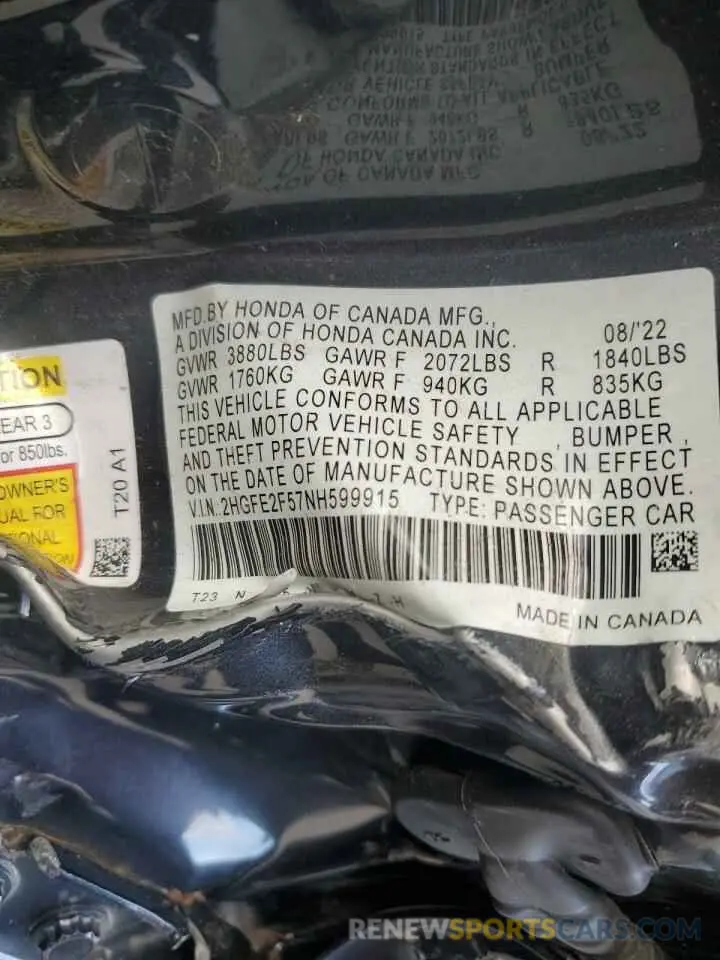 MFD.BY HONDA OF CANADA MFG.,
A DIVISION OF HONDA CANADA INC. 08/'22
GVWR 3880LBS GAWR F 2072LBS R 1840LBS
GVWR 1760KG GAWR F 940KG R 835KG
THIS VEHICLE CONFORMS TO ALL APPLICABLE
FEDERAL MOTOR VEHICLE SAFETY , BUMPER ,
AND THEFT PREVENTION STANDARDS IN EFFECT
ON THE DATE OF MANUFACTURE SHOWN ABOVE.
V.I.N.:2HGFE2F57NH599915 TYPE: PASSENGER CAR
T23 N
MADE IN CANADA
TION
EAR 3
or 850lbs.
OWNER'S
UAL FOR
TIONAL
T20 A1
RENEWSPORTSCARS.COM